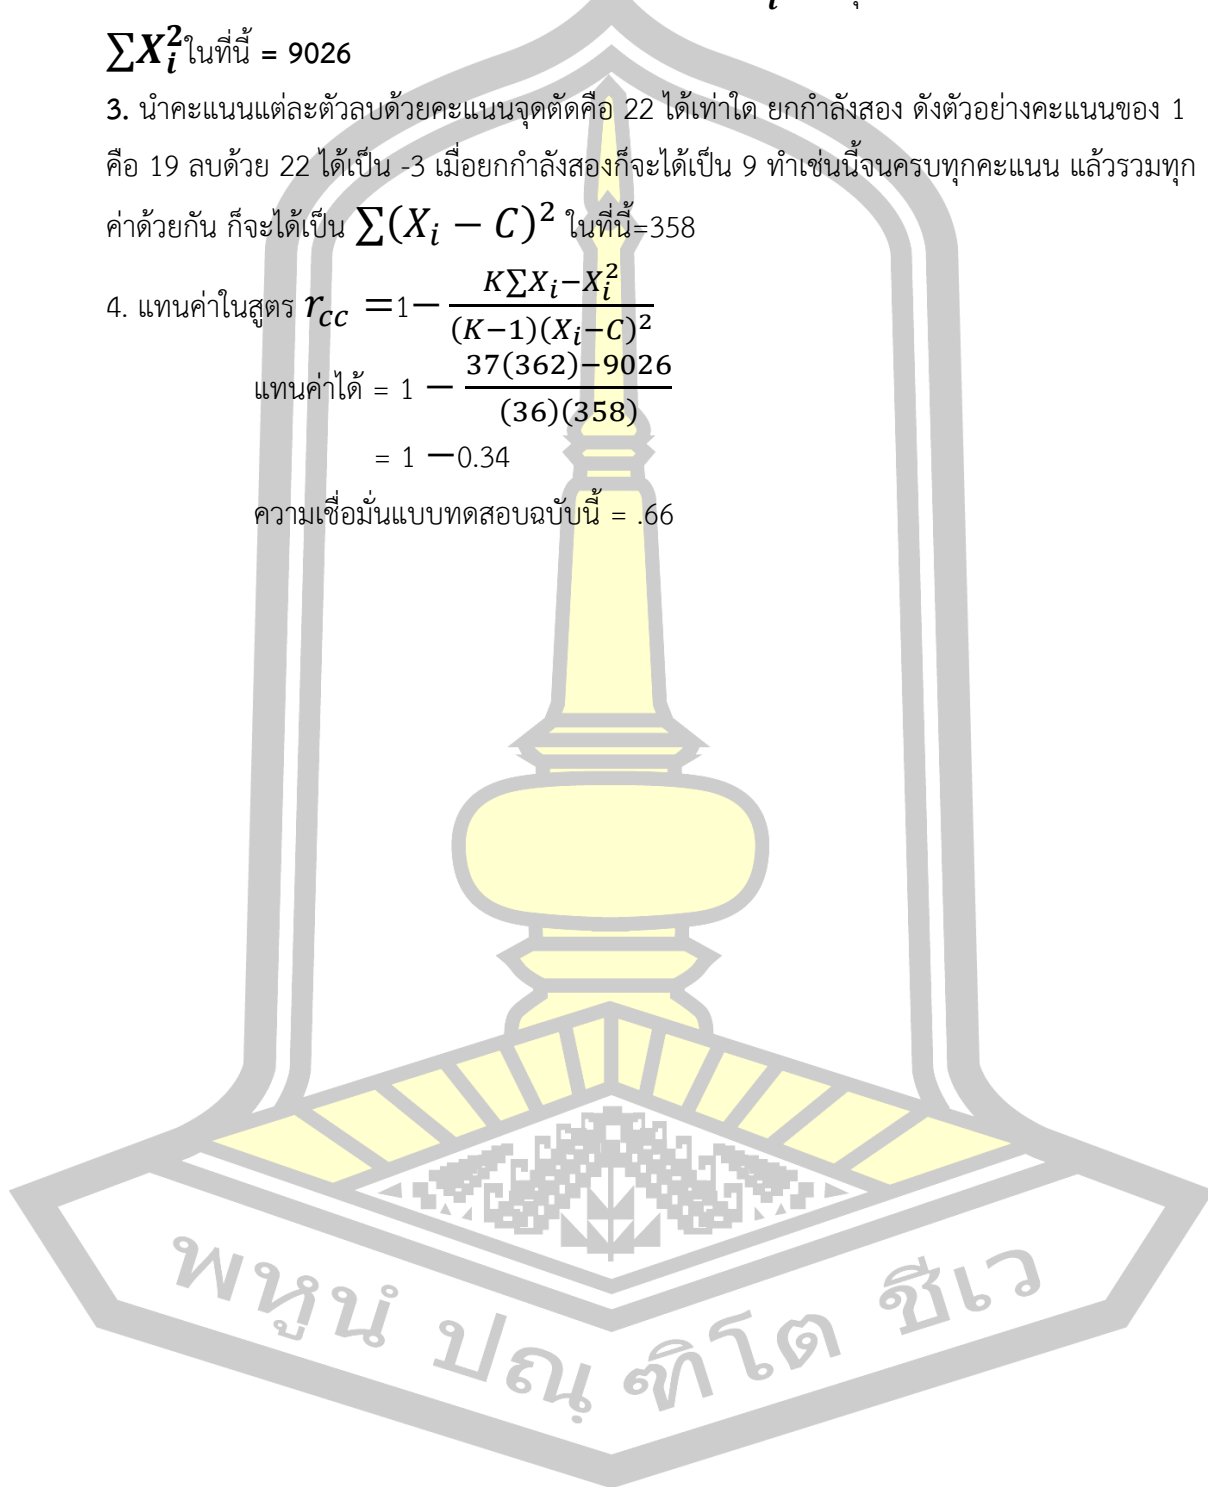 ∑Xᵢ²ในที่นี้ = 9026
3. นำคะแนนแต่ละตัวลบด้วยคะแนนจุดตัดคือ 22 ได้เท่าใด ยกกำลังสอง ดังตัวอย่างคะแนนของ 1
คือ 19 ลบด้วย 22 ได้เป็น -3 เมื่อยกกำลังสองก็จะได้เป็น 9 ทำเช่นนี้จนครบทุกคะแนน แล้วรวมทุก
ค่าด้วยกัน ก็จะได้เป็น ∑(Xᵢ − C)² ในที่นี้=358
4. แทนค่าในสูตร r_cc =1− (K∑Xᵢ−Xᵢ²)/((K−1)(Xᵢ−C)²)
แทนค่าได้ = 1 − (37(362)−9026)/((36)(358))
= 1 −0.34
ความเชื่อมั่นแบบทดสอบฉบับนี้ = .66
พหูนํ ปณฺฑิโต ชีเว